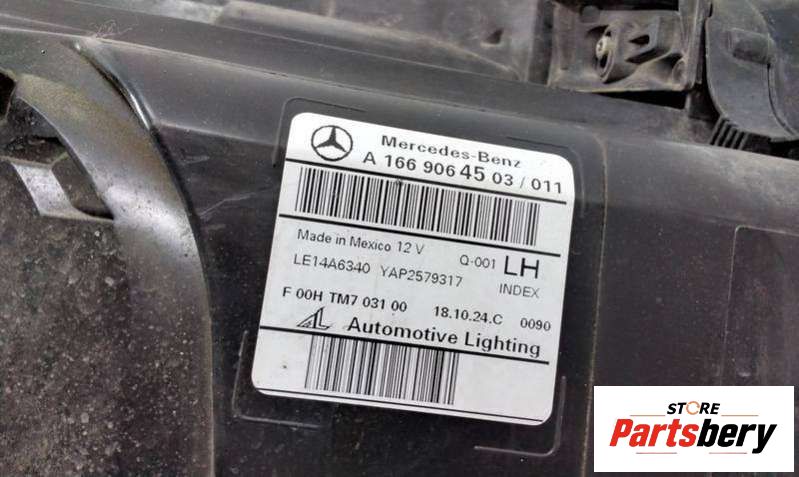 Mercedes-Benz
A 166 906 45 03 / 011
Made in Mexico 12 V Q-001 LH
LE14A6340 YAP2579317 INDEX
F 00H TM7 031 00 18.10.24.C 0090
AL Automotive Lighting
STORE
Partsbery